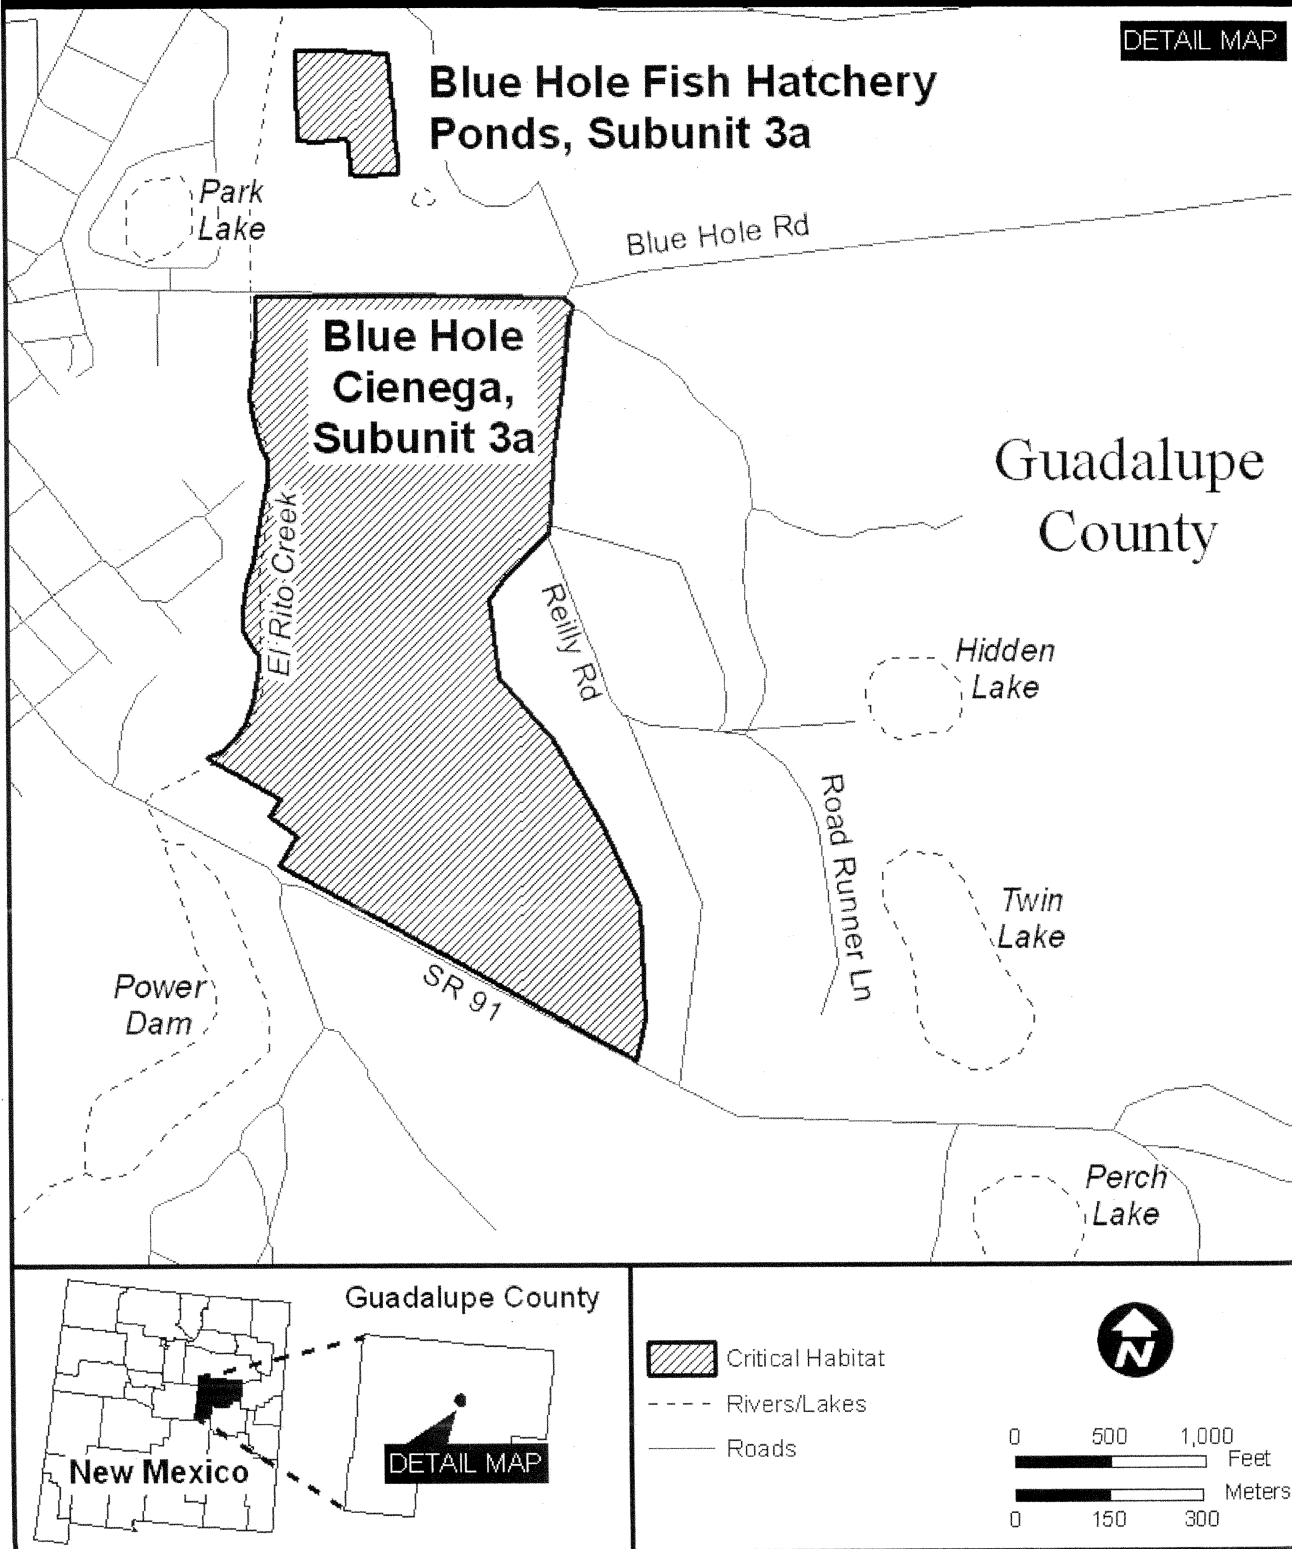 DETAIL MAP
Blue Hole Fish Hatchery
Ponds, Subunit 3a
Park
Lake
Blue Hole Rd
Blue Hole
Cienega,
Subunit 3a
Guadalupe
County
El Rito Creek
Reilly Rd
Hidden
Lake
Road Runner Ln
Twin
Lake
Power
Dam
SR 91
Perch
Lake
Guadalupe County
New Mexico
DETAIL MAP
Critical Habitat
Rivers/Lakes
Roads
N
0 500 1,000
Feet
Meters
0 150 300